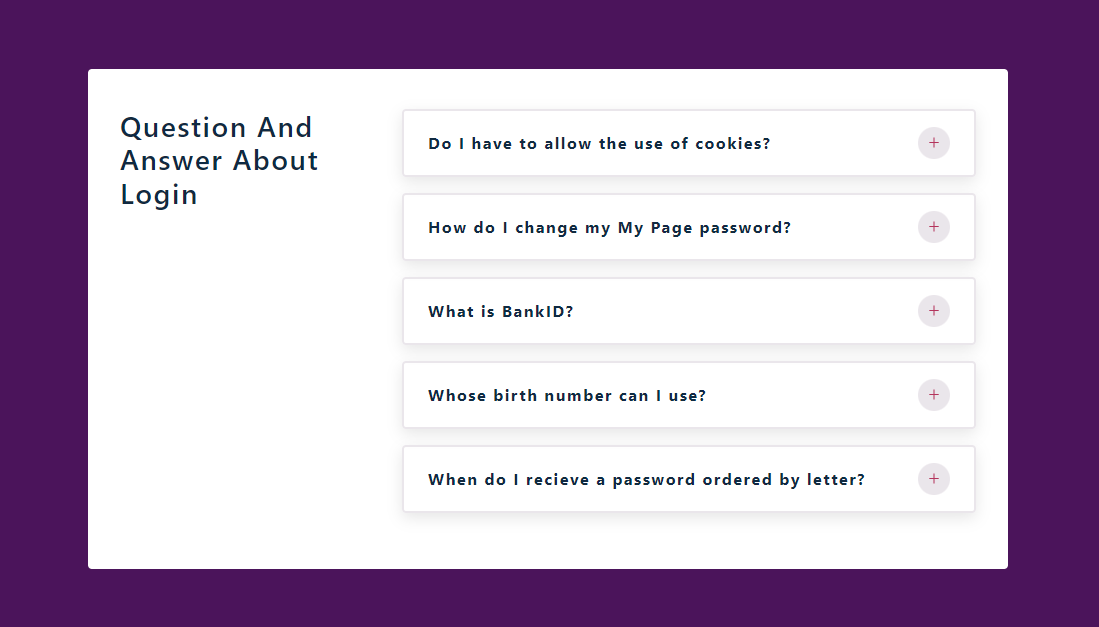 Question And
Answer About
Login
Do I have to allow the use of cookies?
+
How do I change my My Page password?
+
What is BankID?
+
Whose birth number can I use?
+
When do I recieve a password ordered by letter?
+